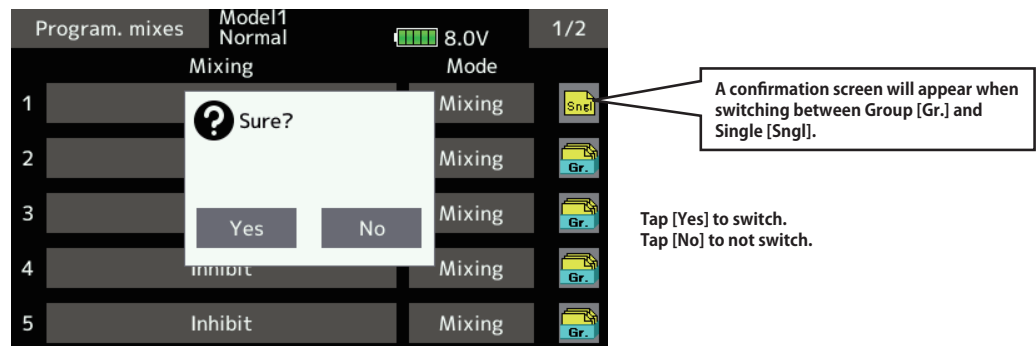 Program. mixes
Model1
Normal
8.0V
1/2
Mixing
Mode
1
Mixing
Sngl
Sure?
2
Mixing
Gr.
3
Mixing
Gr.
Yes
No
4
Inhibit
Mixing
Gr.
5
Inhibit
Mixing
Gr.
A confirmation screen will appear when
switching between Group [Gr.] and
Single [Sngl].
Tap [Yes] to switch.
Tap [No] to not switch.